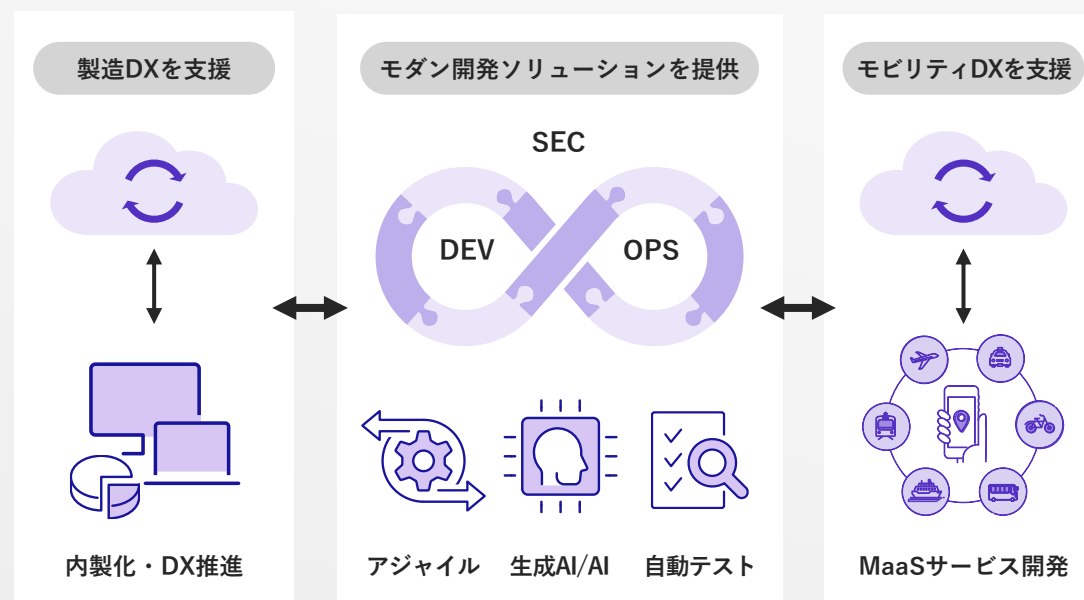 製造DXを支援
内製化・DX推進
モダン開発ソリューションを提供
SEC
DEV
OPS
アジャイル
生成AI/AI
自動テスト
モビリティDXを支援
MaaSサービス開発